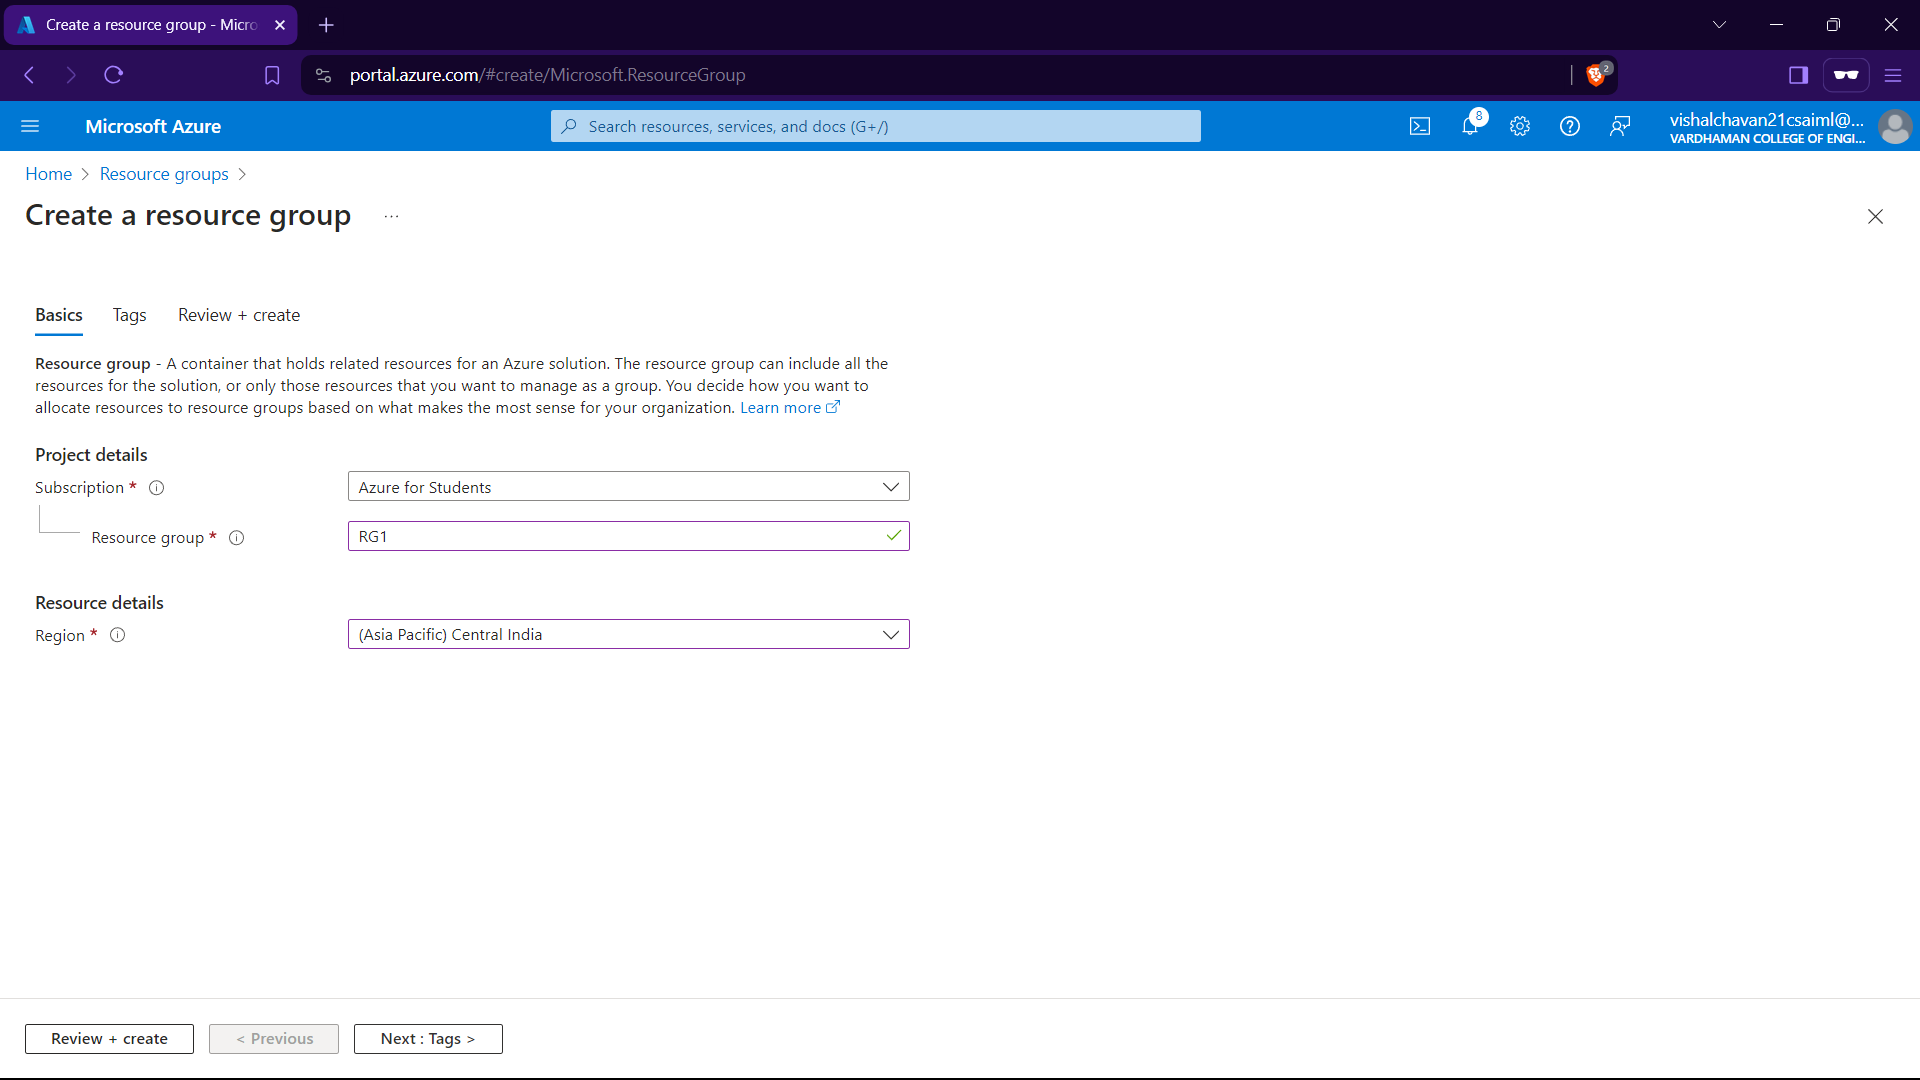 Create a resource group - Micro
portal.azure.com/#create/Microsoft.ResourceGroup
2
Microsoft Azure
Search resources, services, and docs (G+/)
8
vishalchavan21csaiml@...
VARDHAMAN COLLEGE OF ENGI...
Home > Resource groups >
Create a resource group ...
Basics Tags Review + create
Resource group - A container that holds related resources for an Azure solution. The resource group can include all the
resources for the solution, or only those resources that you want to manage as a group. You decide how you want to
allocate resources to resource groups based on what makes the most sense for your organization. Learn more
Project details
Subscription * Azure for Students
Resource group * RG1
Resource details
Region * (Asia Pacific) Central India
Review + create < Previous Next : Tags >